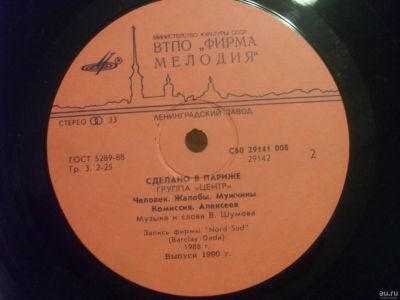 МИНИСТЕРСТВО КУЛЬТУРЫ СССР
ВТПО „ФИРМА
МЕЛОДИЯ"
СТЕРЕО 33
ЛЕНИНГРАДСКИЙ ЗАВОД
ГОСТ 5289-88
Гр. 3. 2-25
С60 29141 006
29142
2
СДЕЛАНО В ПАРИЖЕ
ГРУППА «ЦЕНТР»
Человек. Жалобы. Мужчины
Комиссия. Алексеев
Музыка и слова В. Шумова
Запись фирмы "Nord Sud"
(Barclay/Dada)
1988 г.
Выпуск 1990 г.
au.ru